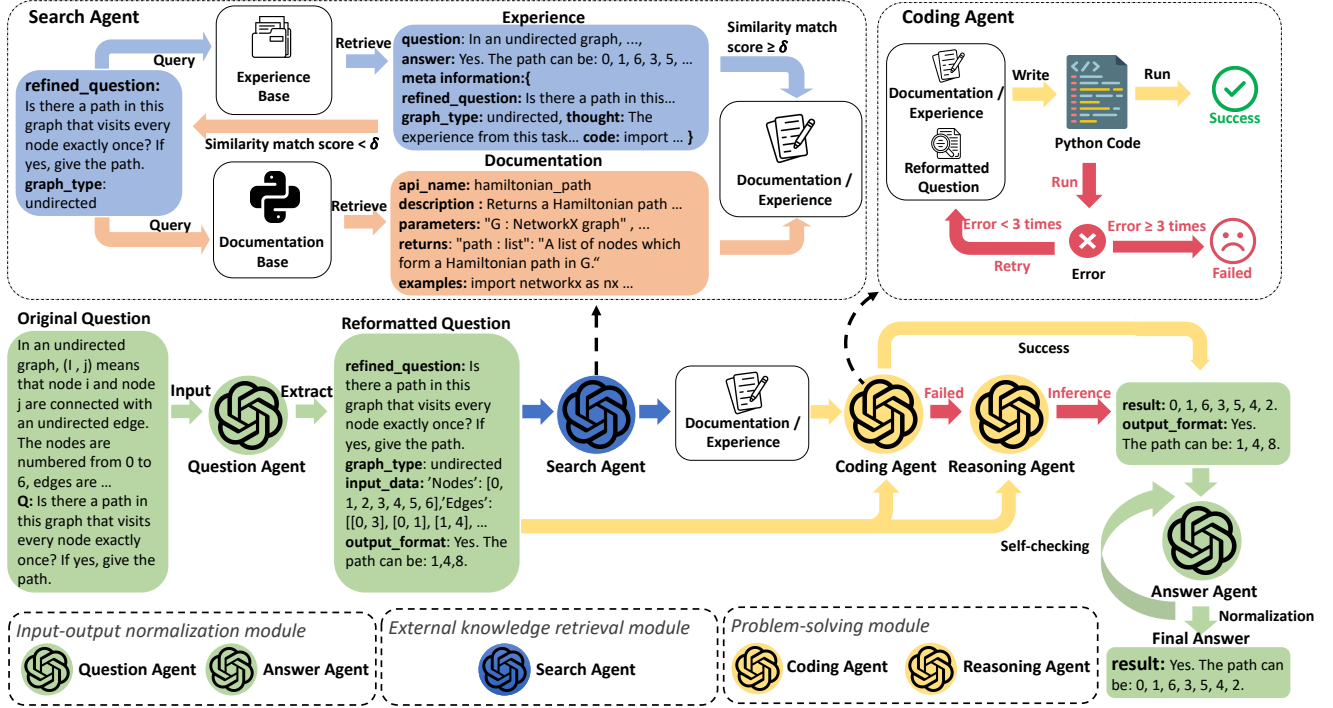 Search Agent
refined_question:
Is there a path in this
graph that visits every
node exactly once? If
yes, give the path.
graph_type:
undirected
Query
Experience
Base
Retrieve
Similarity match score < δ
Query
Documentation
Base
Retrieve
Experience
question: In an undirected graph, ...,
answer: Yes. The path can be: 0, 1, 6, 3, 5, ...
meta information:{
refined_question: Is there a path in this...
graph_type: undirected, thought: The
experience from this task... code: import ... }
Documentation
api_name: hamiltonian_path
description : Returns a Hamiltonian path ...
parameters: "G : NetworkX graph" , ...
returns: "path : list": "A list of nodes which
form a Hamiltonian path in G.“
examples: import networkx as nx ...
Similarity match
score ≥ δ
Documentation /
Experience
Coding Agent
Documentation /
Experience
Reformatted
Question
Write
</>
Python Code
Run
Success
Run
Error < 3 times
Retry
Error
Error ≥ 3 times
Failed
Original Question
In an undirected
graph, (I , j) means
that node i and node
j are connected with
an undirected edge.
The nodes are
numbered from 0 to
6, edges are ...
Q: Is there a path in
this graph that visits
every node exactly
once? If yes, give the
path.
Input
Question Agent
Extract
Reformatted Question
refined_question: Is
there a path in this
graph that visits every
node exactly once? If
yes, give the path.
graph_type: undirected
input_data: 'Nodes': [0,
1, 2, 3, 4, 5, 6],'Edges':
[[0, 3], [0, 1], [1, 4], ...
output_format: Yes. The
path can be: 1,4,8.
Search Agent
Documentation /
Experience
Coding Agent
Failed
Reasoning Agent
Inference
Success
result: 0, 1, 6, 3, 5, 4, 2.
output_format: Yes.
The path can be: 1, 4, 8.
Self-checking
Answer Agent
Normalization
Final Answer
result: Yes. The path can
be: 0, 1, 6, 3, 5, 4, 2.
Input-output normalization module
Question Agent
Answer Agent
External knowledge retrieval module
Search Agent
Problem-solving module
Coding Agent
Reasoning Agent